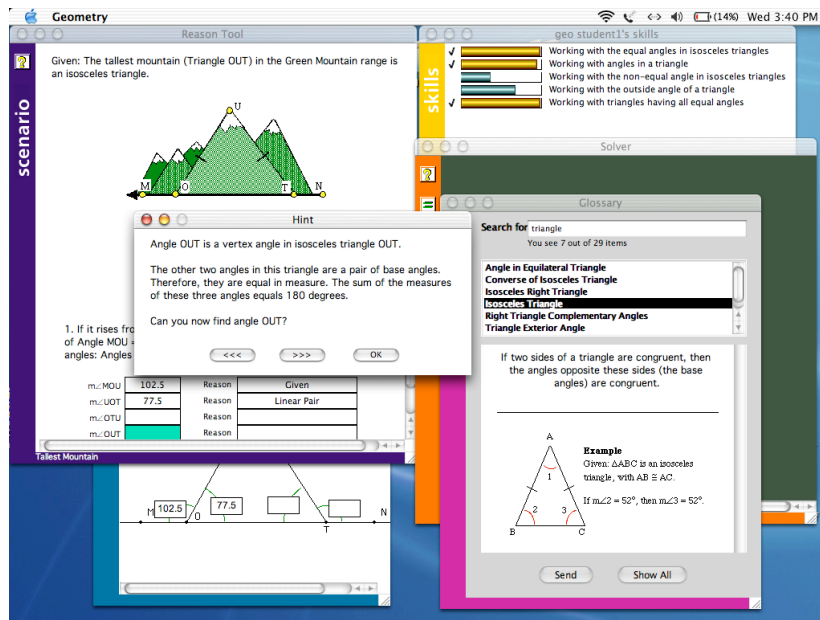 Geometry
(14%) Wed 3:40 PM
Reason Tool
scenario
Given: The tallest mountain (Triangle OUT) in the Green Mountain range is
an isosceles triangle.
U
M O T N
Hint
Angle OUT is a vertex angle in isosceles triangle OUT.
The other two angles in this triangle are a pair of base angles.
Therefore, they are equal in measure. The sum of the measures
of these three angles equals 180 degrees.
Can you now find angle OUT?
<<< >>> OK
1. If it rises fro
of Angle MOU =
angles: Angles
m∠MOU 102.5 Reason Given
m∠UOT 77.5 Reason Linear Pair
m∠OTU Reason
m∠OUT Reason
Tallest Mountain
M 102.5 O 77.5 T N
geo student1's skills
skills
Working with the equal angles in isosceles triangles
Working with angles in a triangle
Working with the non-equal angle in isosceles triangles
Working with the outside angle of a triangle
Working with triangles having all equal angles
Solver
Glossary
Search for triangle
You see 7 out of 29 items
Angle in Equilateral Triangle
Converse of Isosceles Triangle
Isosceles Right Triangle
Isosceles Triangle
Right Triangle Complementary Angles
Triangle Exterior Angle
If two sides of a triangle are congruent, then
the angles opposite these sides (the base
angles) are congruent.
A
1
2 3
B C
Example
Given: ΔABC is an isosceles
triangle, with AB ≅ AC.
If m∠2 = 52°, then m∠3 = 52°.
Send Show All